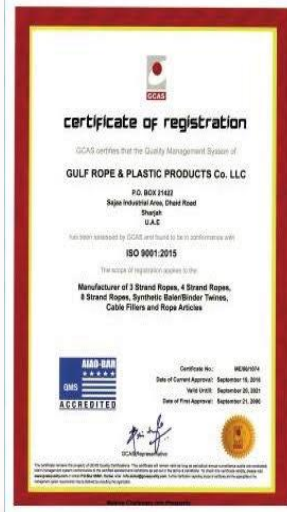 GCAS
certificate of registration
GCAS certifies that the Quality Management System of
GULF ROPE & PLASTIC PRODUCTS Co. LLC
P.O. BOX 21422
Sajaa Industrial Area, Dhaid Road
Sharjah
U.A.E
has been assessed by GCAS and found to be in conformance with
ISO 9001:2015
The scope of registration applies to the:
Manufacturer of 3 Strand Ropes, 4 Strand Ropes,
8 Strand Ropes, Synthetic Baler/Binder Twines,
Cable Fillers and Rope Articles
AIAO-BAR
QMS
ACCREDITED
Certificate No.:
Date of Current Approval: September 19, 2018
Valid Until: September 20, 2021
Date of First Approval: September 21, 2000
GCAS Representative